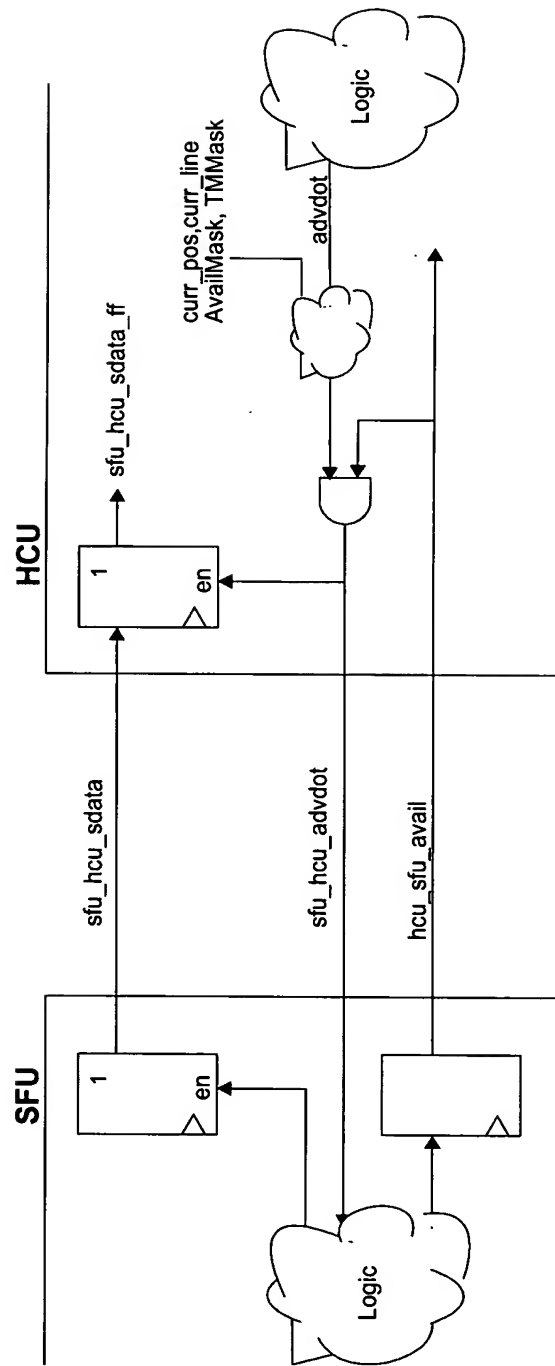 SFU
HCU
1
en
sfu_hcu_sdata
1
en
sfu_hcu_sdata_ff
curr_pos,curr_line
AvailMask, TMMask
Logic
sfu_hcu_advdot
advdot
Logic
hcu_sfu_avail